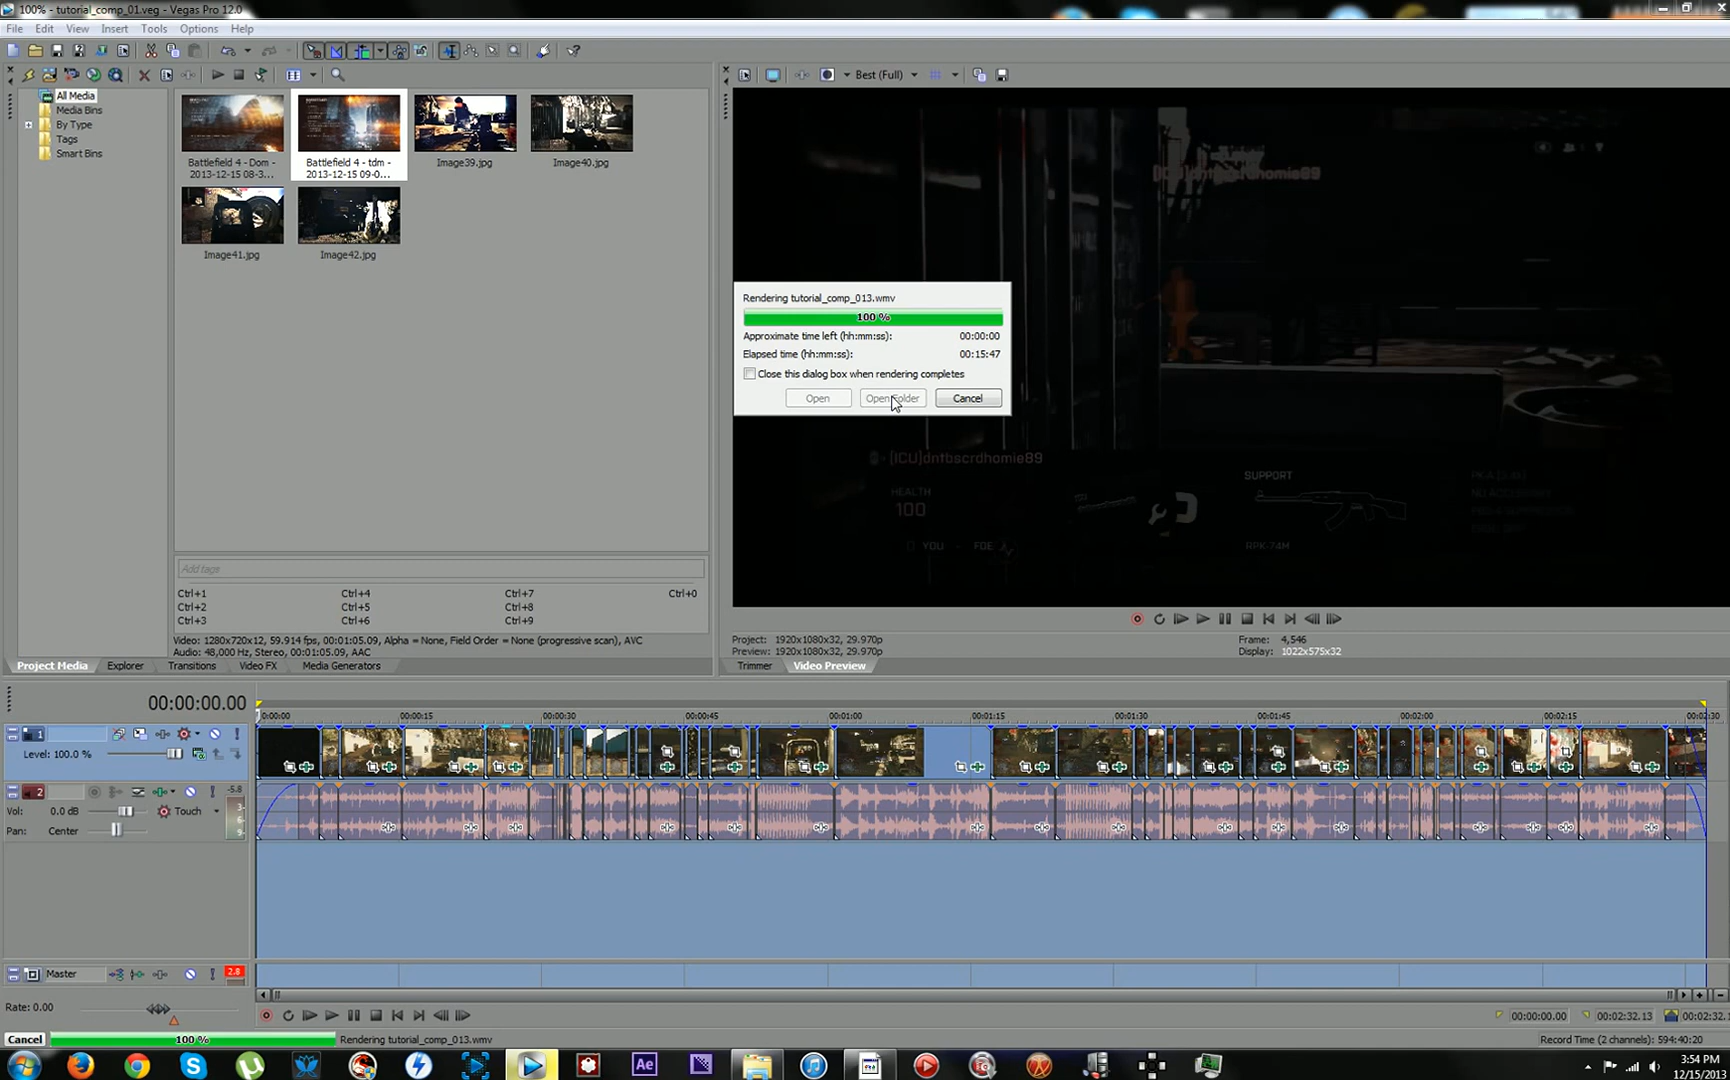 100% - tutorial_comp_01.veg - Vegas Pro 12.0
File Edit View Insert Tools Options Help
Best (Full)
All Media
Media Bins
By Type
Tags
Smart Bins
Battlefield 4 - Dom - 2013-12-15 08-3...
Battlefield 4 - tdm - 2013-12-15 09-0...
Image39.jpg
Image40.jpg
Image41.jpg
Image42.jpg
[ICU]dntbscrdhomie89
Rendering tutorial_comp_013.wmv
100 %
Approximate time left (hh:mm:ss): 00:00:00
Elapsed time (hh:mm:ss): 00:15:47
Close this dialog box when rendering completes
Open Open Folder Cancel
[ICU]dntbscrdhomie89
HEALTH
100
SUPPORT
YOU - FOE
RPK-74M
Add tags
Ctrl+1 Ctrl+4 Ctrl+7 Ctrl+0
Ctrl+2 Ctrl+5 Ctrl+8
Ctrl+3 Ctrl+6 Ctrl+9
Video: 1280x720x12, 59.914 fps, 00:01:05.09, Alpha = None, Field Order = None (progressive scan), AVC
Audio: 48,000 Hz, Stereo, 00:01:05.09, AAC
Project: 1920x1080x32, 29.970p Frame: 4,546
Preview: 1920x1080x32, 29.970p Display: 1022x575x32
Project Media Explorer Transitions Video FX Media Generators Trimmer Video Preview
00:00:00.00
00:00:15 00:00:30 00:00:45 00:01:00 00:01:15 00:01:30 00:01:45 00:02:00 00:02:15
1
Level: 100.0 %
2
-5.8
Vol: 0.0 dB Touch
Pan: Center
3-
6-
9-
Master
2.8
Rate: 0.00
00:00:00.00 00:02:32.13
Cancel 100 % Rendering tutorial_comp_013.wmv
Record Time (2 channels): 594:40:20
Ae
3:54 PM
12/15/2013